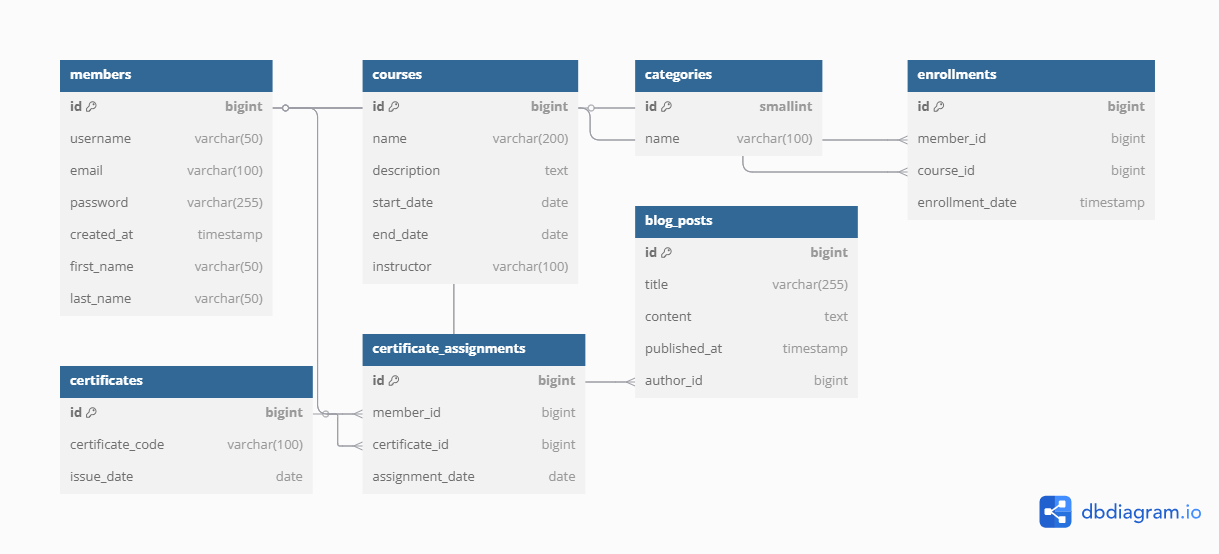 members
id bigint
username varchar(50)
email varchar(100)
password varchar(255)
created_at timestamp
first_name varchar(50)
last_name varchar(50)
courses
id bigint
name varchar(200)
description text
start_date date
end_date date
instructor varchar(100)
categories
id smallint
name varchar(100)
enrollments
id bigint
member_id bigint
course_id bigint
enrollment_date timestamp
blog_posts
id bigint
title varchar(255)
content text
published_at timestamp
author_id bigint
certificates
id bigint
certificate_code varchar(100)
issue_date date
certificate_assignments
id bigint
member_id bigint
certificate_id bigint
assignment_date date
dbdiagram.io